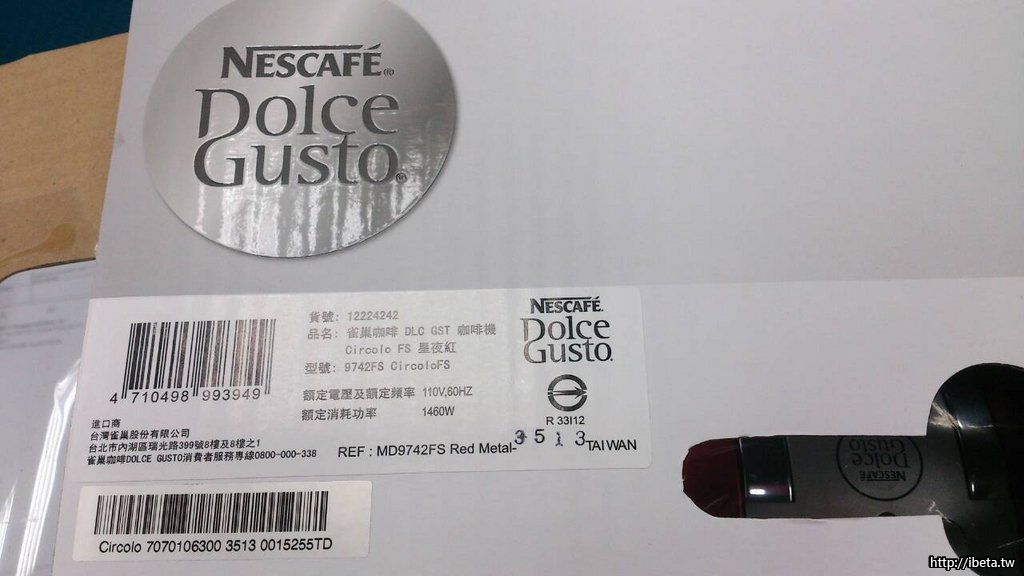 NESCAFÉ®
Dolce
Gusto®
貨號: 12224242
品名: 雀巢咖啡 DLC GST 咖啡機
Circolo FS 星夜紅
型號: 9742FS CircoloFS
額定電壓及額定頻率 110V,60HZ
額定消耗功率 1460W
4 710498 993949
進口商
台灣雀巢股份有限公司
台北市內湖區瑞光路399號8樓及8樓之1
雀巢咖啡DOLCE GUSTO消費者服務專線0800-000-338
NESCAFÉ.
Dolce
Gusto.
R 33I12
REF : MD9742FS Red Metal-3513 TAIWAN
Circolo 7070106300 3513 0015255TD
NESCAFÉ
Dolce
Gusto
http://ibeta.tw